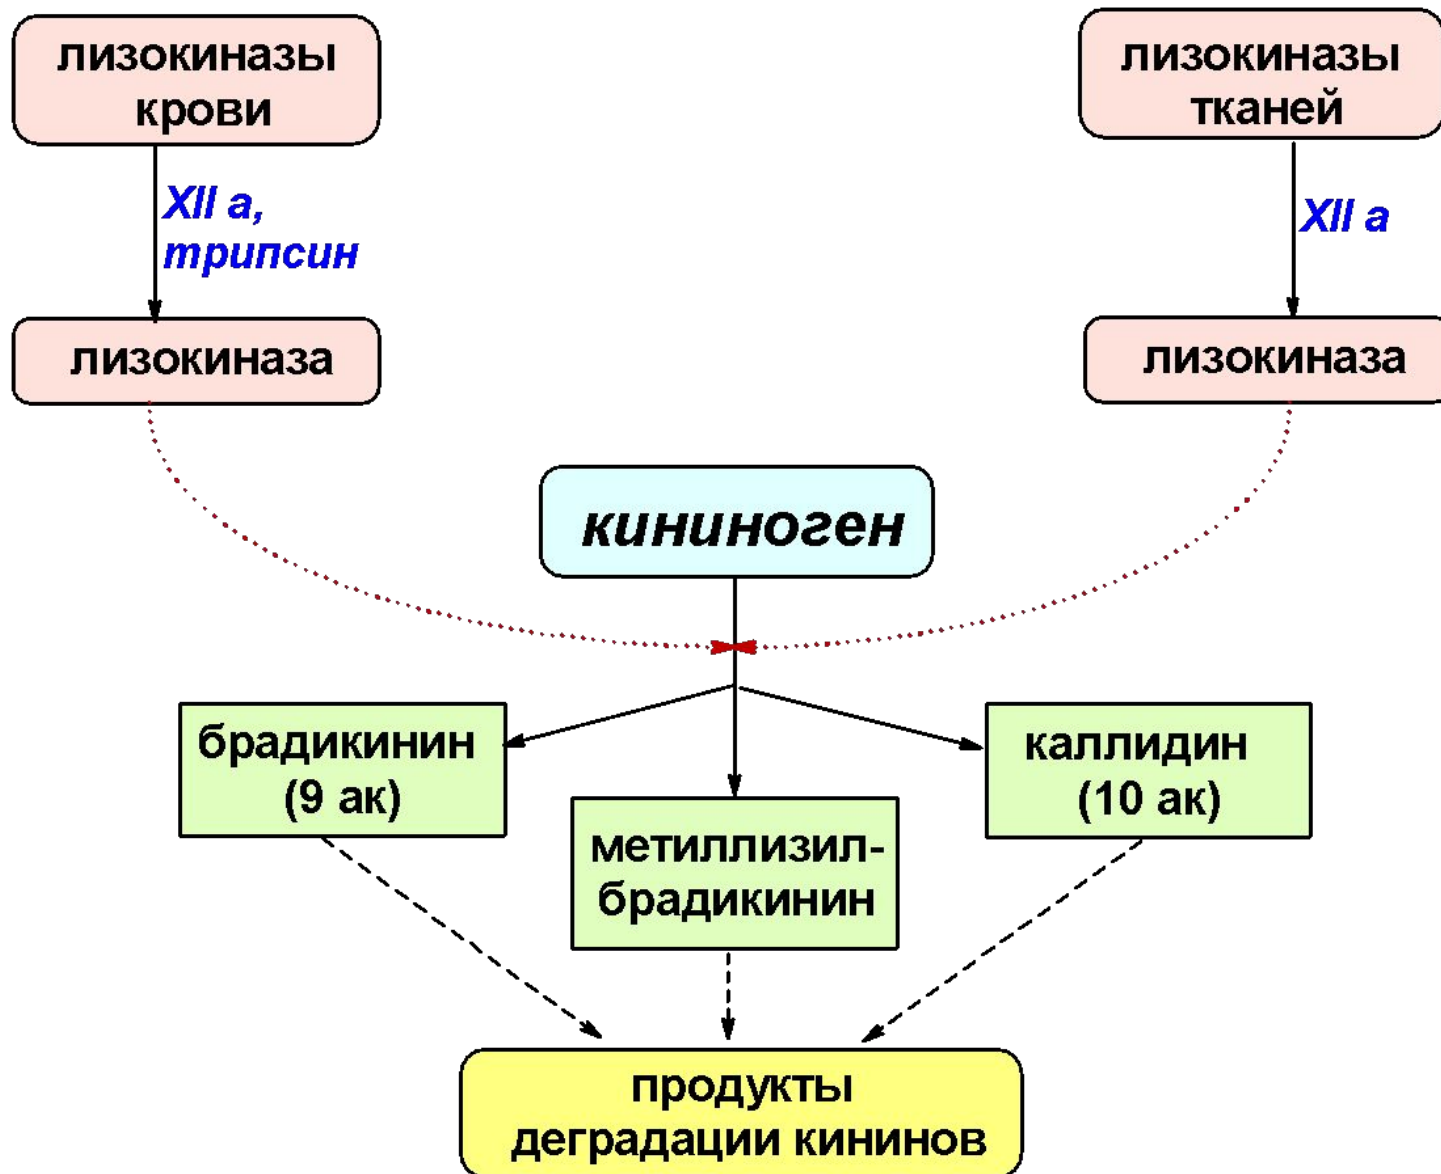 лизокиназы
крови
лизокиназы
тканей
XII а,
трипсин
XII а
лизокиназа
лизокиназа
кининоген
брадикинин
(9 ак)
метиллизил-
брадикинин
каллидин
(10 ак)
продукты
деградации кининов